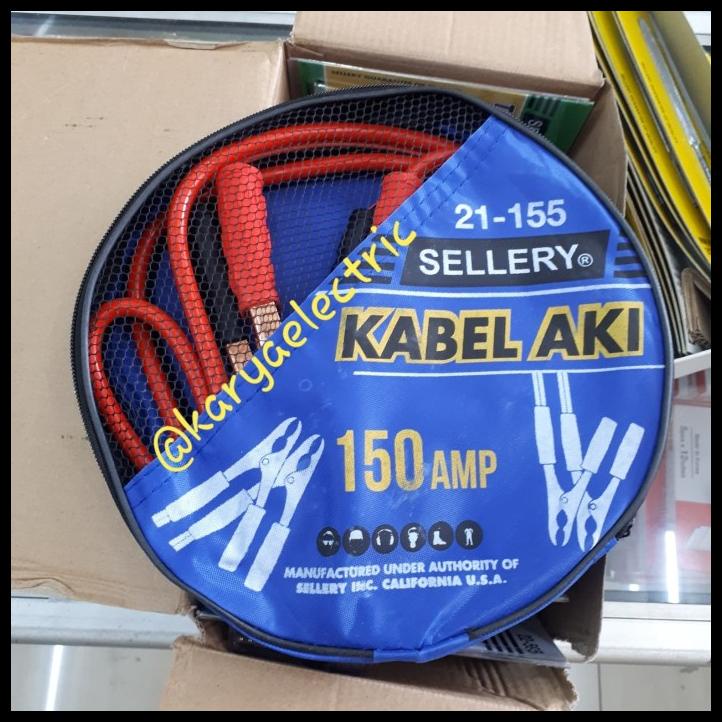 21-155
SELLERY®
KABEL AKI
150 AMP
MANUFACTURED UNDER AUTHORITY OF
SELLERY INC. CALIFORNIA U.S.A.
@karyaelectric